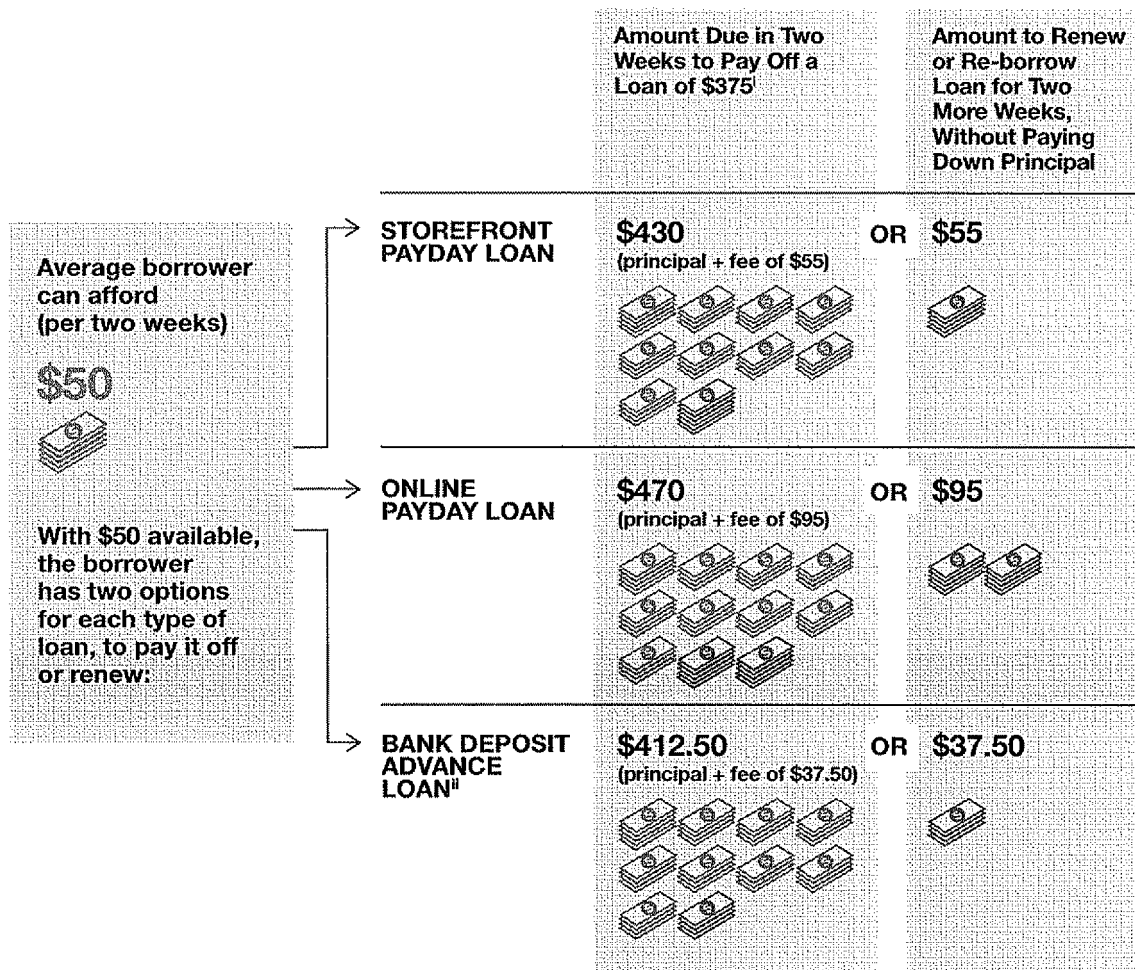 Amount Due in Two
Weeks to Pay Off a
Loan of $375ⁱ
Amount to Renew
or Re-borrow
Loan for Two
More Weeks,
Without Paying
Down Principal
Average borrower
can afford
(per two weeks)
$50
With $50 available,
the borrower
has two options
for each type of
loan, to pay it off
or renew:
STOREFRONT
PAYDAY LOAN
$430
(principal + fee of $55)
OR
$55
ONLINE
PAYDAY LOAN
$470
(principal + fee of $95)
OR
$95
BANK DEPOSIT
ADVANCE
LOANⁱⁱ
$412.50
(principal + fee of $37.50)
OR
$37.50